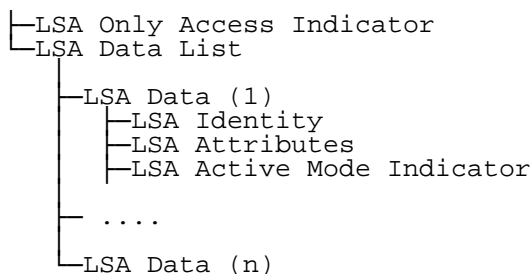 LSA Only Access Indicator
LSA Data List
LSA Data (1)
LSA Identity
LSA Attributes
LSA Active Mode Indicator
....
LSA Data (n)